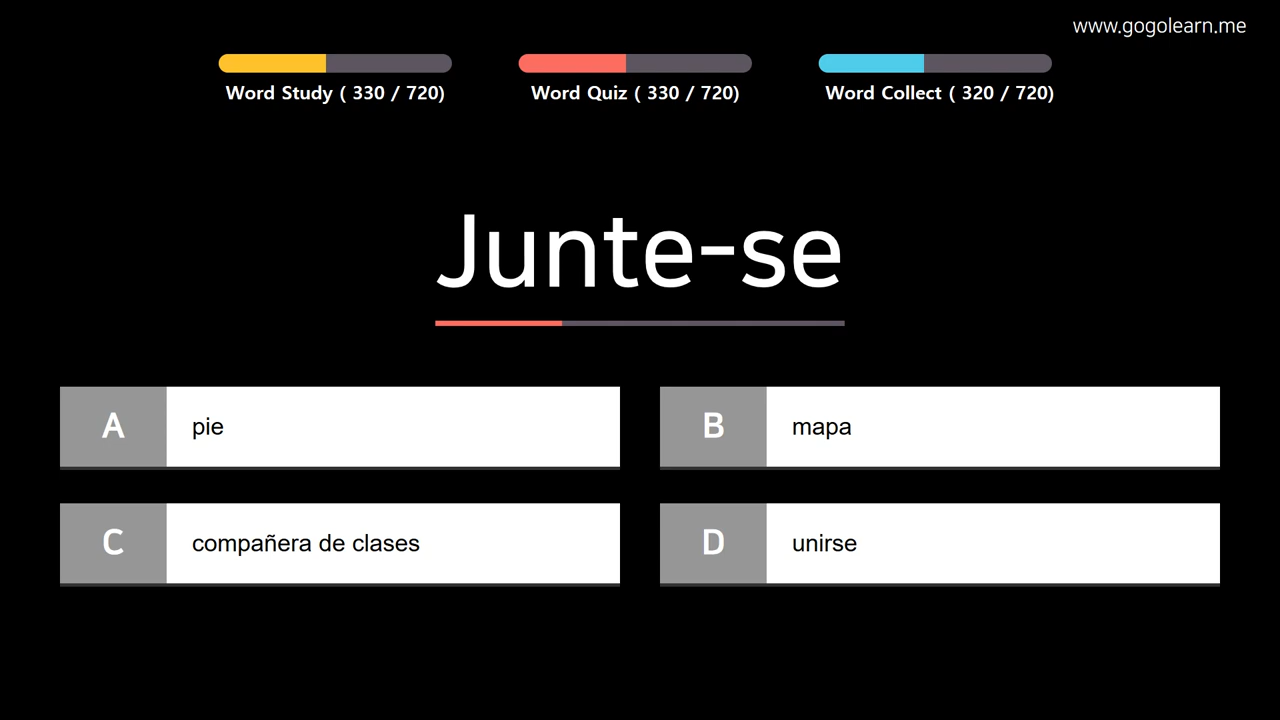 www.gogolearn.me
Word Study ( 330 / 720)
Word Quiz ( 330 / 720)
Word Collect ( 320 / 720)
Junte-se
A
pie
B
mapa
C
compañera de clases
D
unirse